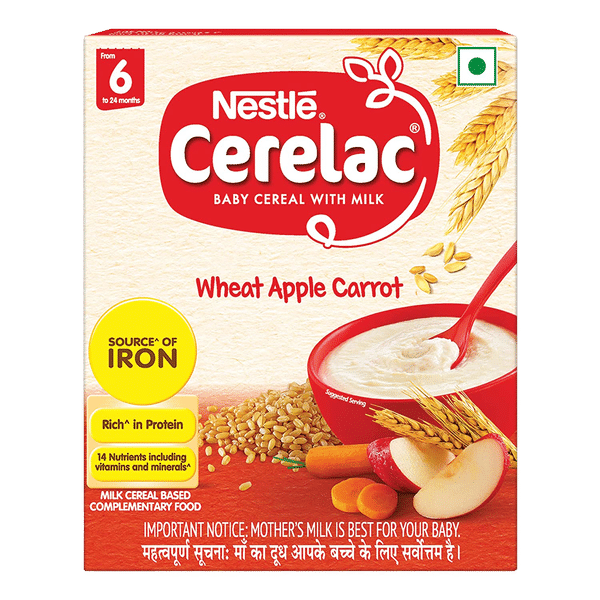 From
6
to 24 months
Nestlé®
Cerelac®
BABY CEREAL WITH MILK
Wheat Apple Carrot
SOURCE^ OF
IRON
Suggested Serving
Rich^ in Protein
14 Nutrients including
vitamins and minerals^
MILK CEREAL BASED
COMPLEMENTARY FOOD
IMPORTANT NOTICE: MOTHER'S MILK IS BEST FOR YOUR BABY.
महत्वपूर्ण सूचना: माँ का दूध आपके बच्चे के लिए सर्वोत्तम है।